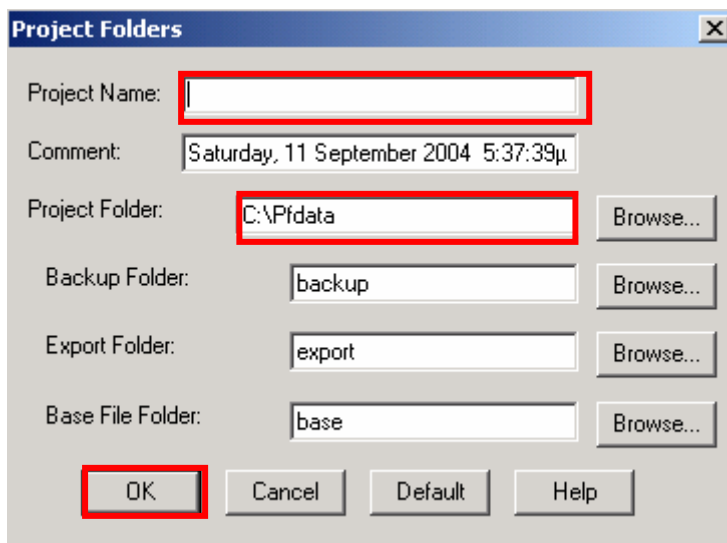 Project Folders
Project Name:
Comment: Saturday, 11 September 2004 5:37:39μ
Project Folder: C:\Pfdata Browse...
Backup Folder: backup Browse...
Export Folder: export Browse...
Base File Folder: base Browse...
OK Cancel Default Help